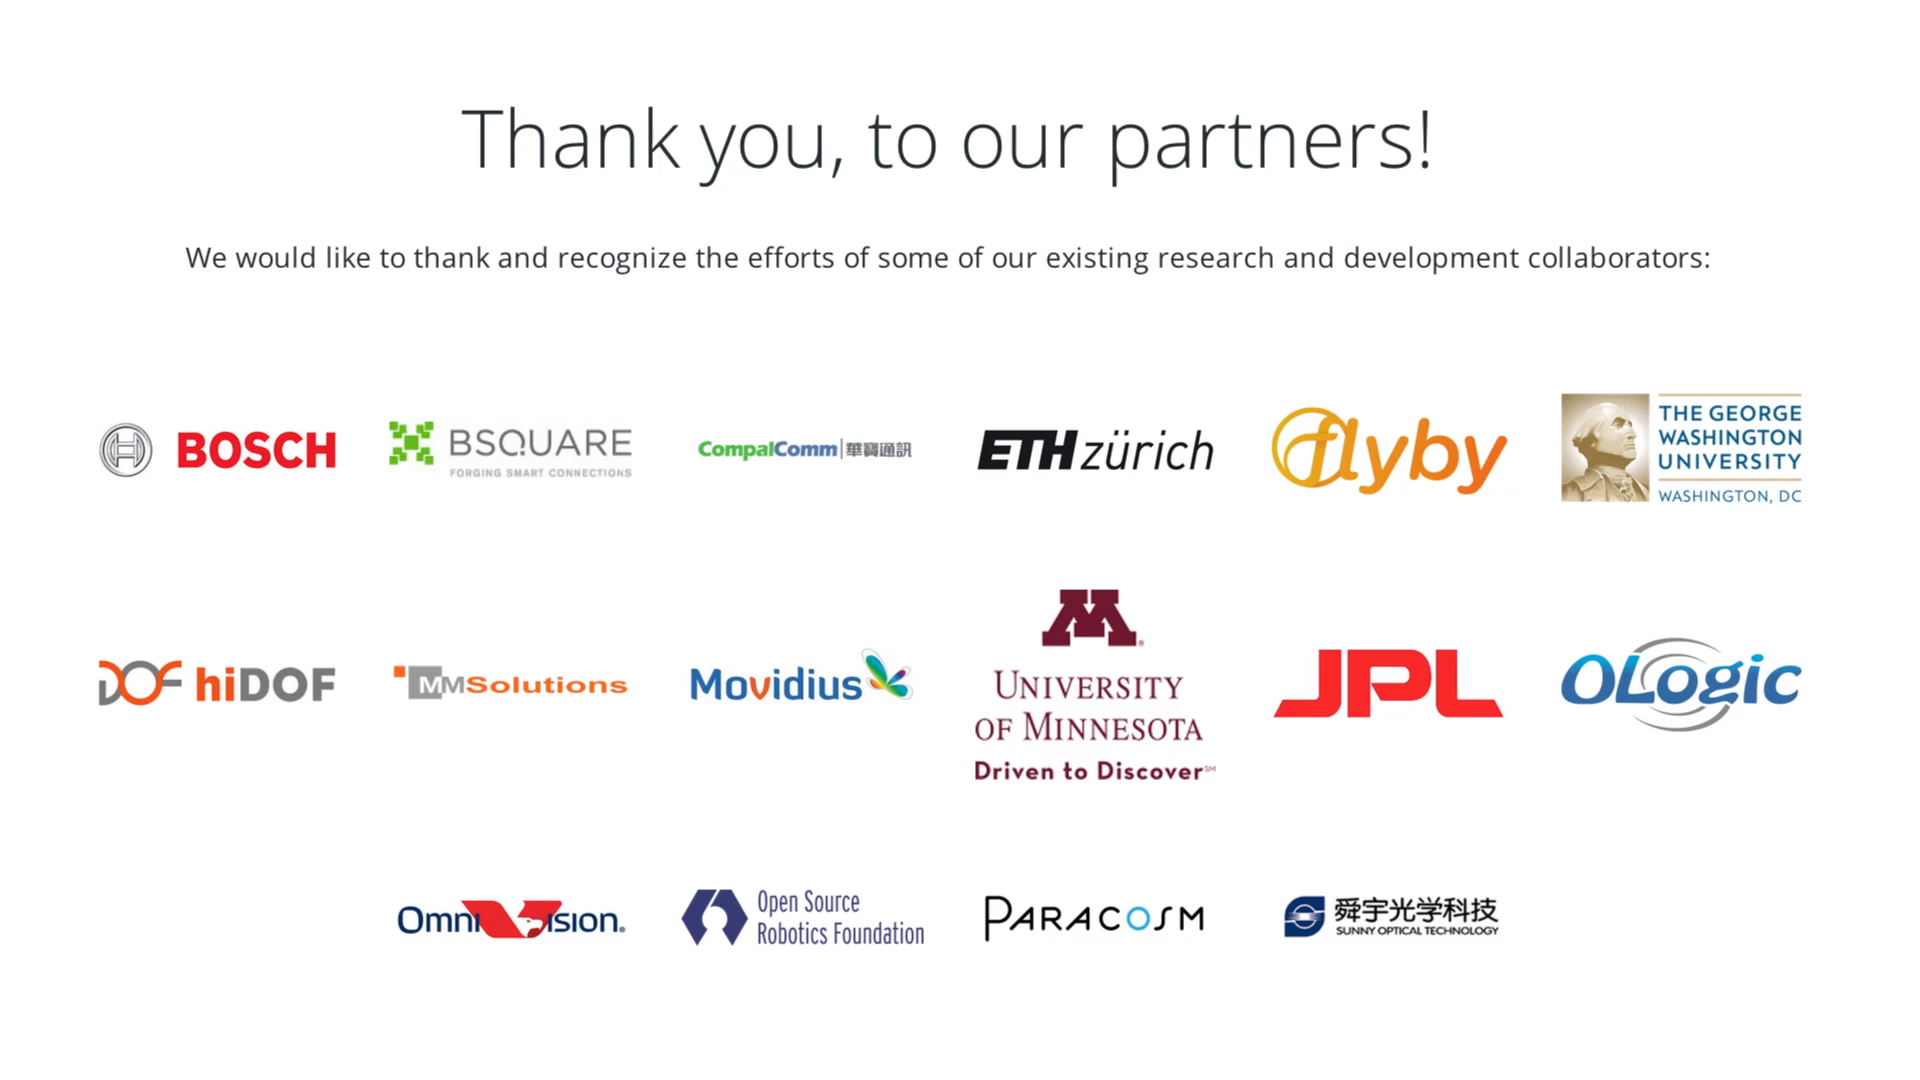 Thank you, to our partners!
We would like to thank and recognize the efforts of some of our existing research and development collaborators:
BOSCH
BSQUARE
FORGING SMART CONNECTIONS
CompalComm|華寶通訊
ETHzürich
flyby
THE GEORGE
WASHINGTON
UNIVERSITY
WASHINGTON, DC
DOF hiDOF
MMSolutions
Movidius
M®
UNIVERSITY
OF MINNESOTA
Driven to Discover℠
JPL
OLogic
OmniVision®
Open Source
Robotics Foundation
PARACOSM
舜宇光学科技
SUNNY OPTICAL TECHNOLOGY